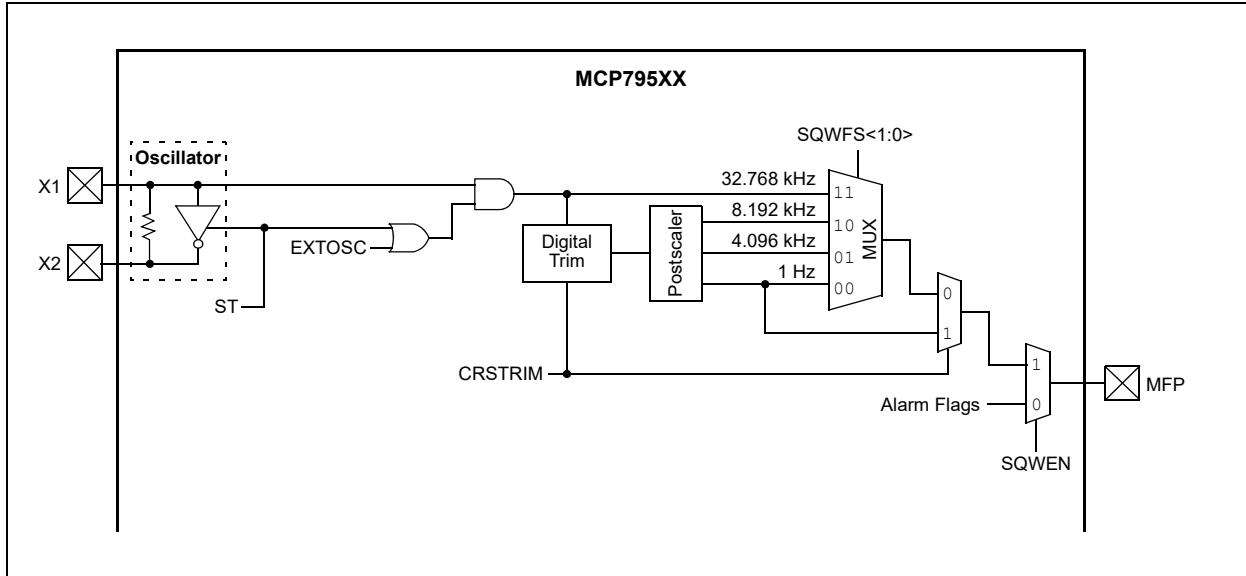 MCP795XX
SQWFS<1:0>
Oscillator
X1
X2
ST
EXTOSC
Digital
Trim
Postscaler
32.768 kHz
8.192 kHz
4.096 kHz
1 Hz
11
10
01
00
MUX
0
1
CRSTRIM
1
0
Alarm Flags
SQWEN
MFP